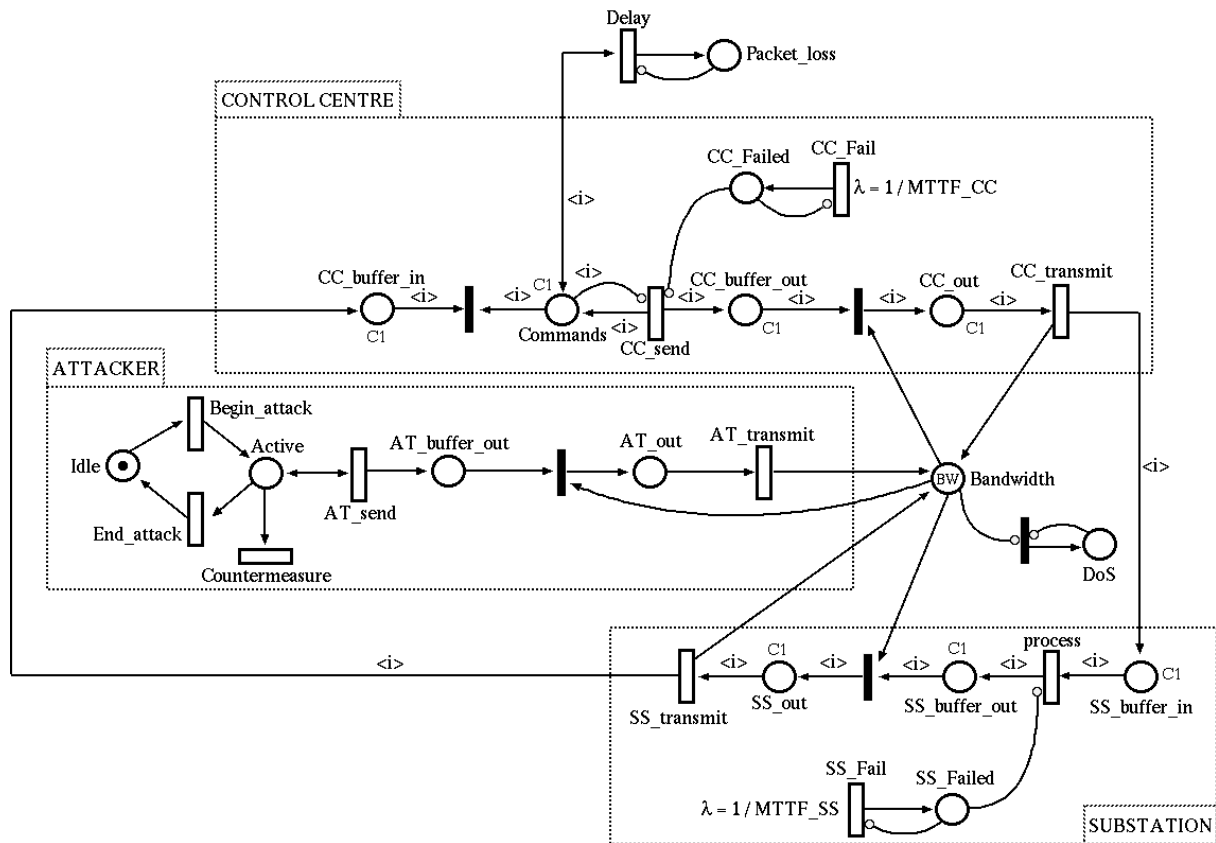 Delay
Packet_loss
CONTROL CENTRE
CC_Failed
CC_Fail
λ = 1 / MTTF_CC
<i>
CC_buffer_in
<i>
C1
<i>
C1
<i>
Commands
<i>
CC_send
<i>
CC_buffer_out
<i>
C1
<i>
CC_out
<i>
C1
CC_transmit
ATTACKER
Begin_attack
Idle
Active
End_attack
Countermeasure
AT_send
AT_buffer_out
AT_out
AT_transmit
BW
Bandwidth
<i>
DoS
<i>
process
C1
<i>
<i>
C1
<i>
<i>
<i>
C1
SS_transmit
SS_out
SS_buffer_out
SS_buffer_in
SS_Fail
SS_Failed
λ = 1 / MTTF_SS
SUBSTATION